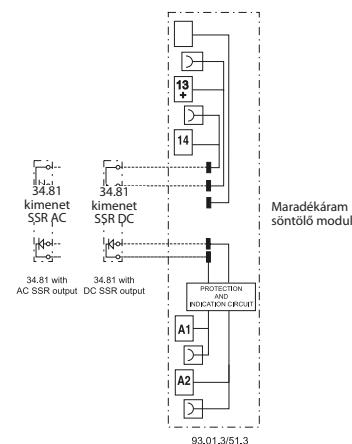 13
+
14
34.81
kimenet
SSR AC
34.81
kimenet
SSR DC
Maradékáram
söntölő modul
34.81 with
AC SSR output
34.81 with
DC SSR output
PROTECTION
AND
INDICATION CIRCUIT
A1
A2
93.01.3/51.3